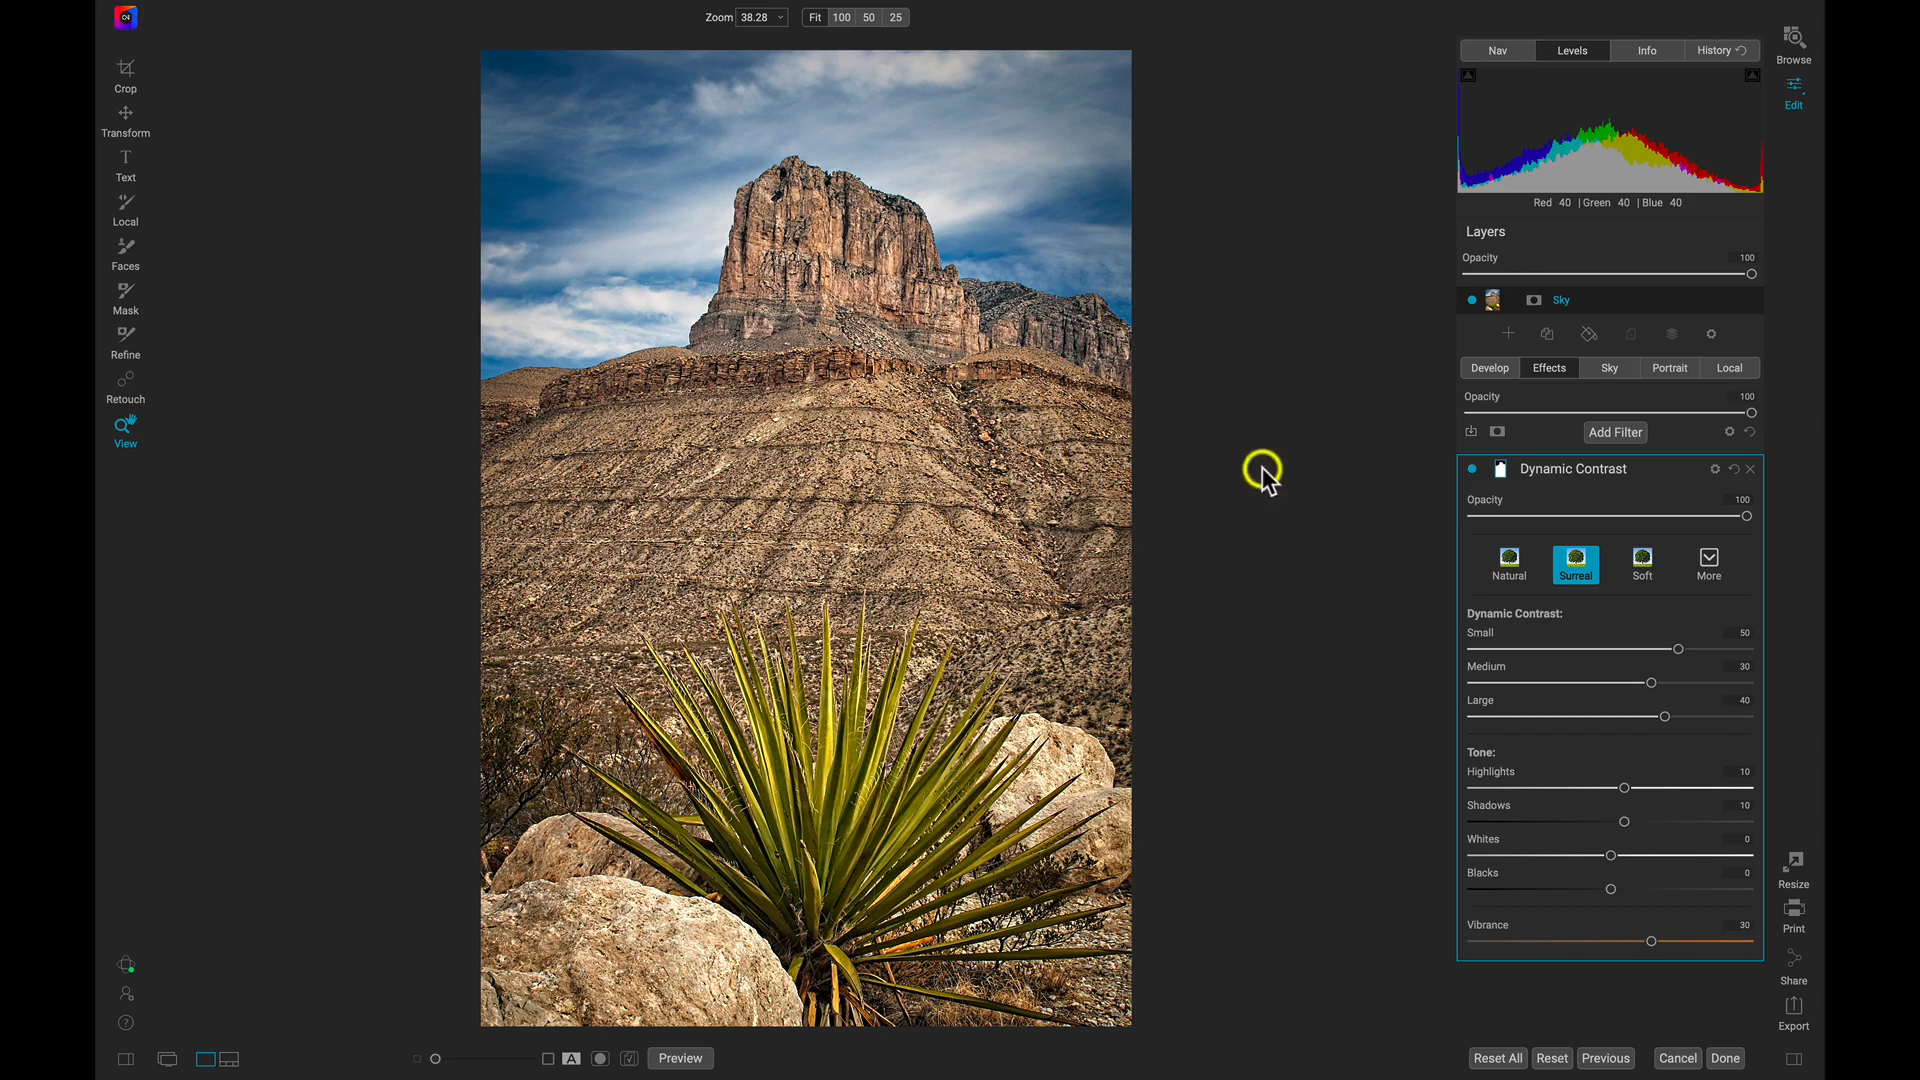 Zoom 38.28 Fit 100 50 25
Crop
Transform
T
Text
Local
Faces
Mask
Refine
Retouch
View
Nav Levels Info History
Red 40 | Green 40 | Blue 40
Layers
Opacity 100
Sky
Develop Effects Sky Portrait Local
Opacity 100
Add Filter
Dynamic Contrast
Opacity 100
Natural Surreal Soft More
Dynamic Contrast:
Small 50
Medium 30
Large 40
Tone:
Highlights 10
Shadows 10
Whites 0
Blacks 0
Vibrance 30
Browse
Edit
Resize
Print
Share
Export
?
A Preview
Reset All Reset Previous Cancel Done